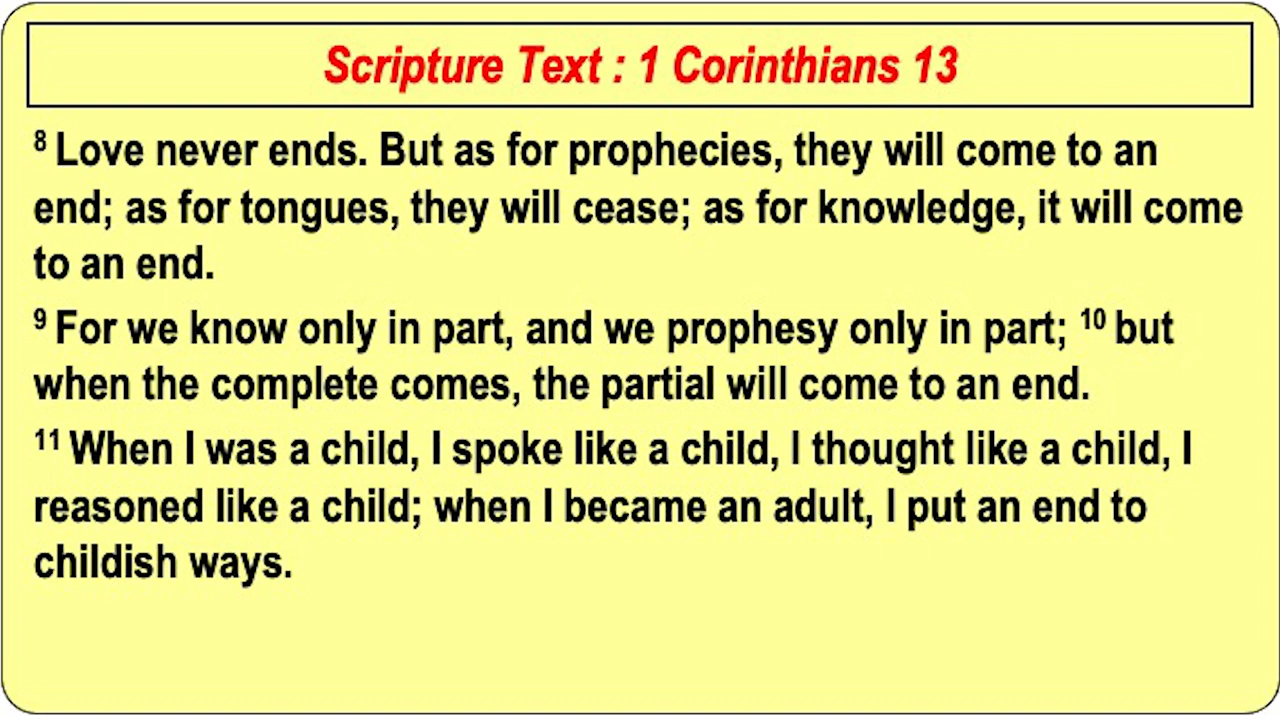 Scripture Text : 1 Corinthians 13
8 Love never ends. But as for prophecies, they will come to an
end; as for tongues, they will cease; as for knowledge, it will come
to an end.
9 For we know only in part, and we prophesy only in part; 10 but
when the complete comes, the partial will come to an end.
11 When I was a child, I spoke like a child, I thought like a child, I
reasoned like a child; when I became an adult, I put an end to
childish ways.